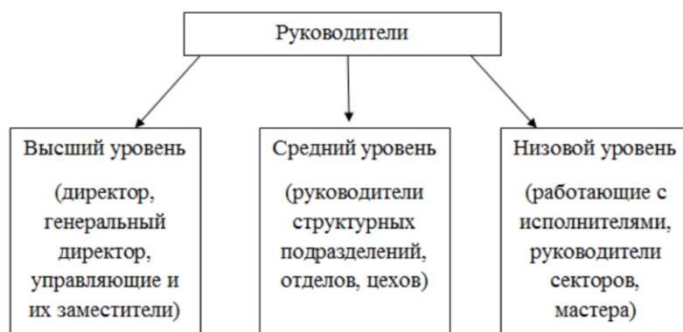 Руководители
Высший уровень
(директор,
генеральный
директор,
управляющие и
их заместители)
Средний уровень
(руководители
структурных
подразделений,
отделов, цехов)
Низовой уровень
(работающие с
исполнителями,
руководители
секторов,
мастера)